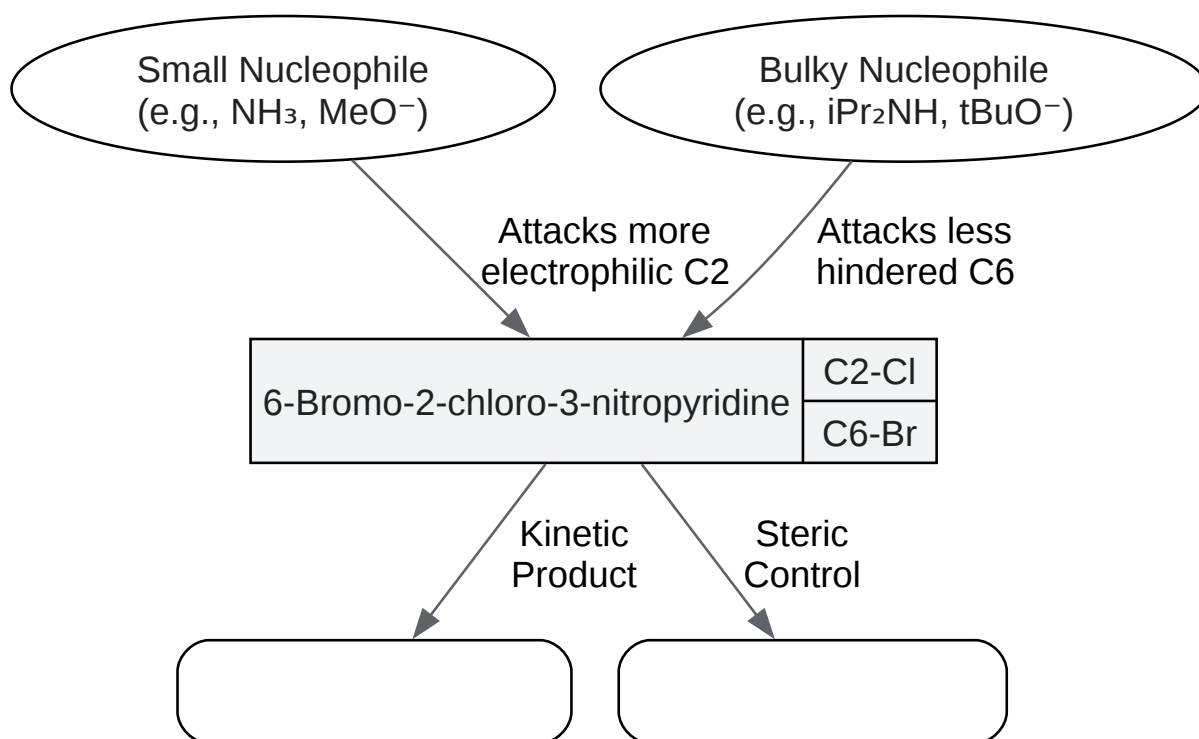 Small Nucleophile
(e.g., NH₃, MeO⁻)
Bulky Nucleophile
(e.g., iPr₂NH, tBuO⁻)
Attacks more
electrophilic C2
Attacks less
hindered C6
6-Bromo-2-chloro-3-nitropyridine
C2-Cl
C6-Br
Kinetic
Product
Steric
Control